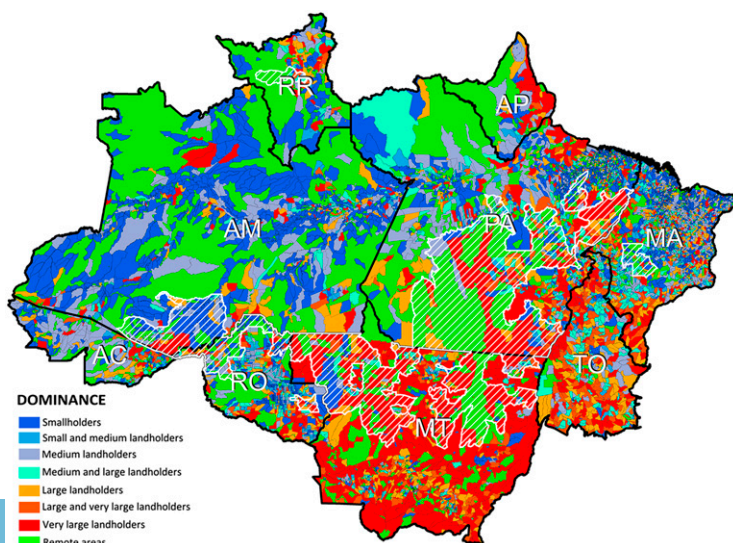 RR
AP
AM
PA
MA
AC
RO
MT
TO
DOMINANCE
Smallholders
Small and medium landholders
Medium landholders
Medium and large landholders
Large landholders
Large and very large landholders
Very large landholders
Remote areas